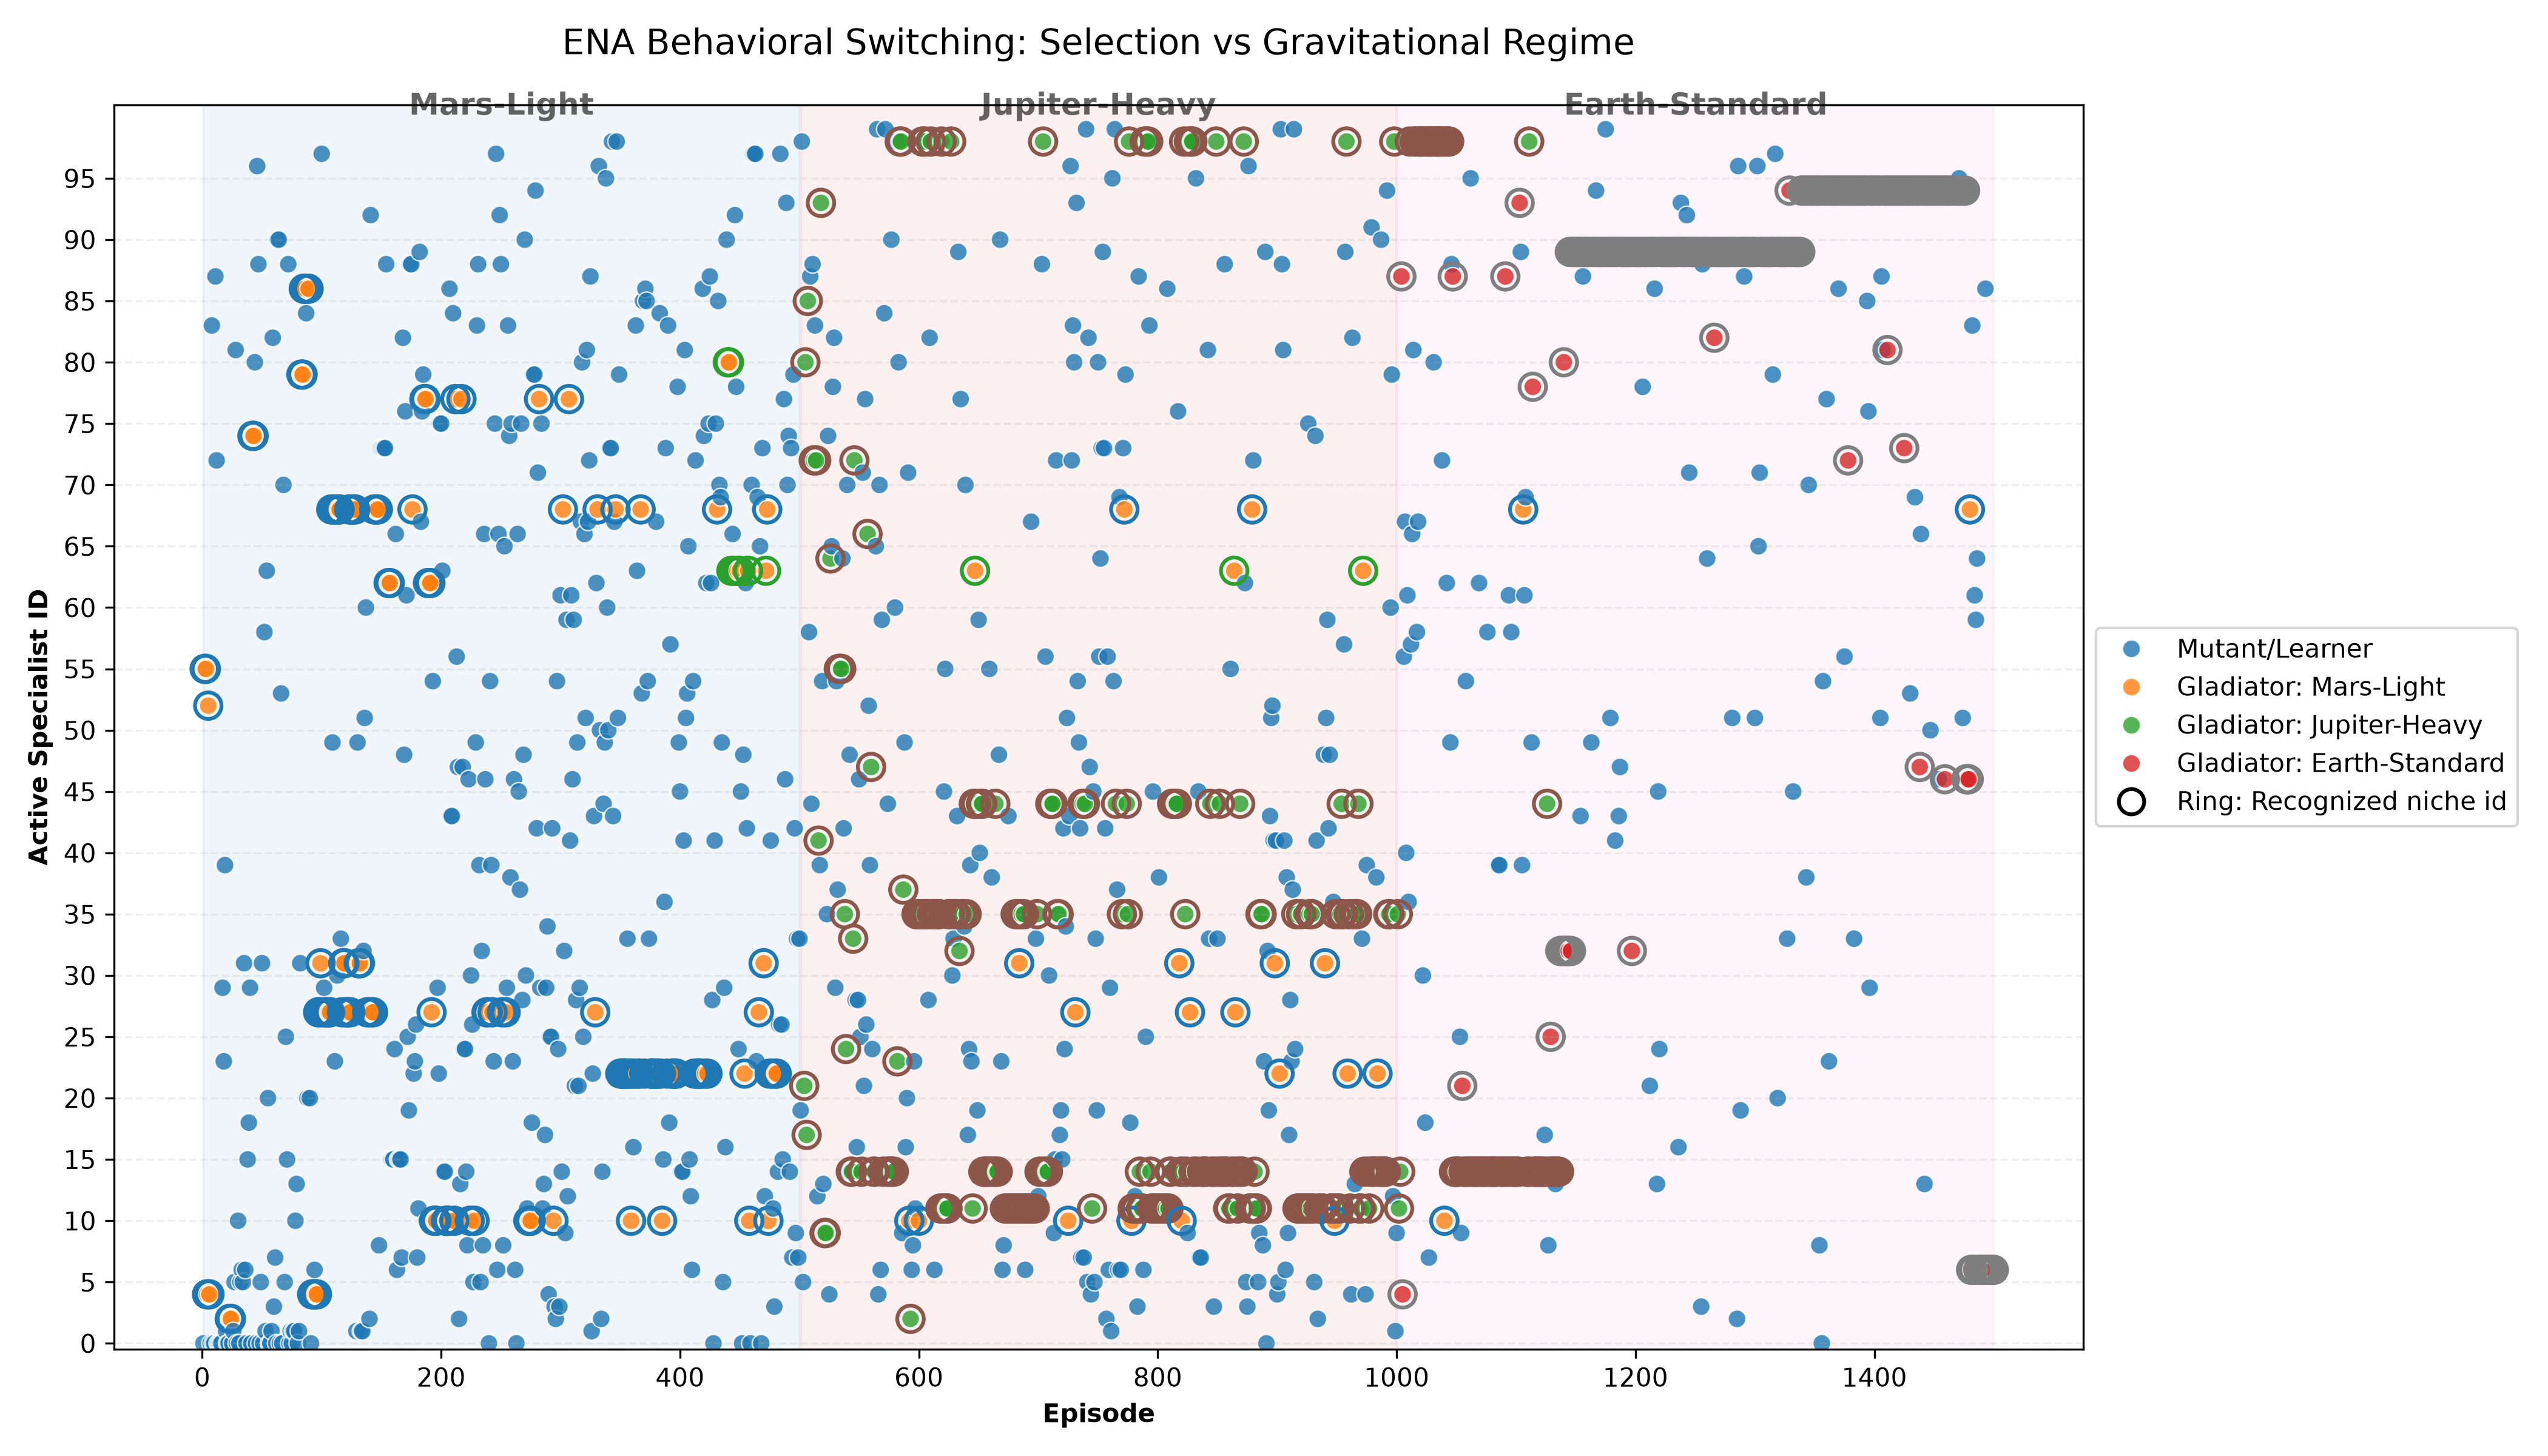 ENA Behavioral Switching: Selection vs Gravitational Regime
Mars-Light
Jupiter-Heavy
Earth-Standard
Active Specialist ID
95
90
85
80
75
70
65
60
55
50
45
40
35
30
25
20
15
10
5
0
0
200
400
600
800
1000
1200
1400
Episode
Mutant/Learner
Gladiator: Mars-Light
Gladiator: Jupiter-Heavy
Gladiator: Earth-Standard
Ring: Recognized niche id